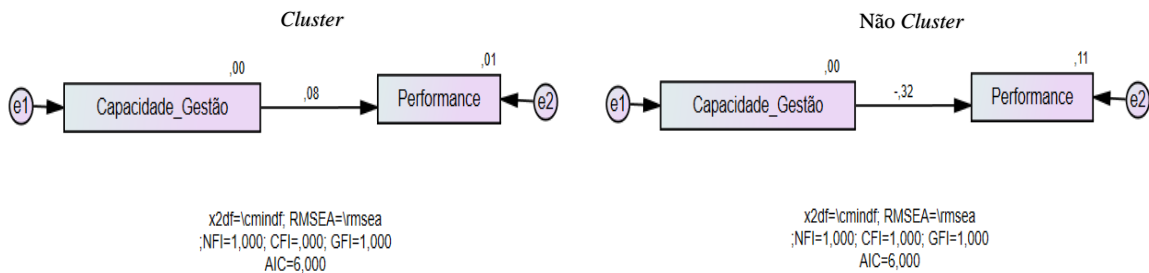 Cluster
,00
,01
e1
Capacidade_Gestão
,08
Performance
e2
x2df=\cmindf; RMSEA=\rmsea
;NFI=1,000; CFI=,000; GFI=1,000
AIC=6,000
Não Cluster
,00
,11
e1
Capacidade_Gestão
-,32
Performance
e2
x2df=\cmindf; RMSEA=\rmsea
;NFI=1,000; CFI=1,000; GFI=1,000
AIC=6,000